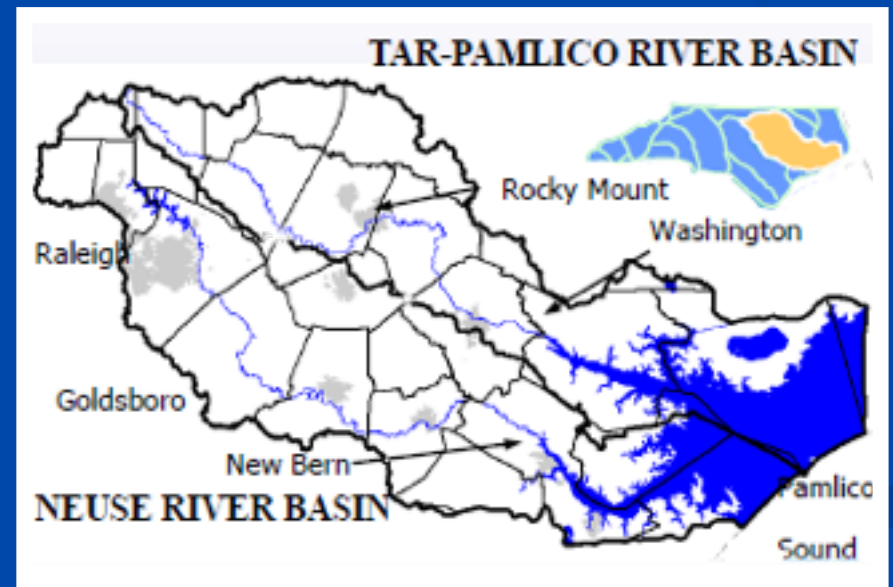 TAR-PAMLICO RIVER BASIN
Rocky Mount
Washington
Raleigh
Goldsboro
New Bern
NEUSE RIVER BASIN
Pamlico
Sound